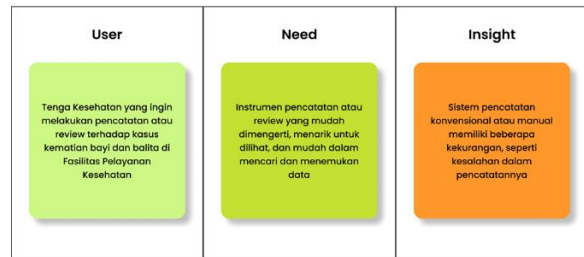 User
Tenga Kesehatan yang ingin
melakukan pencatatan atau
review terhadap kasus
kematian bayi dan balita di
Fasilitas Pelayanan
Kesehatan
Need
Instrumen pencatatan atau
review yang mudah
dimengerti, menarik untuk
dilihat, dan mudah dalam
mencari dan menemukan
data
Insight
Sistem pencatatan
konvensional atau manual
memiliki beberapa
kekurangan, seperti
kesalahan dalam
pencatatannya